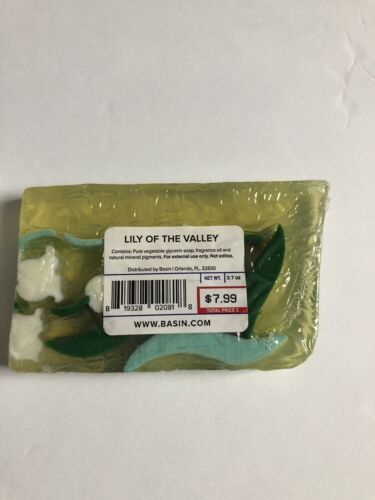 LILY OF THE VALLEY
Contains: Pure vegetable glycerin soap, fragrance oil and
natural mineral pigments. For external use only. Not edible.
Distributed by Basin | Orlando, FL. 32830
NET WT. 3.7 oz
$7.99
TOTAL PRICE $
8 19328 02081 8
WWW.BASIN.COM